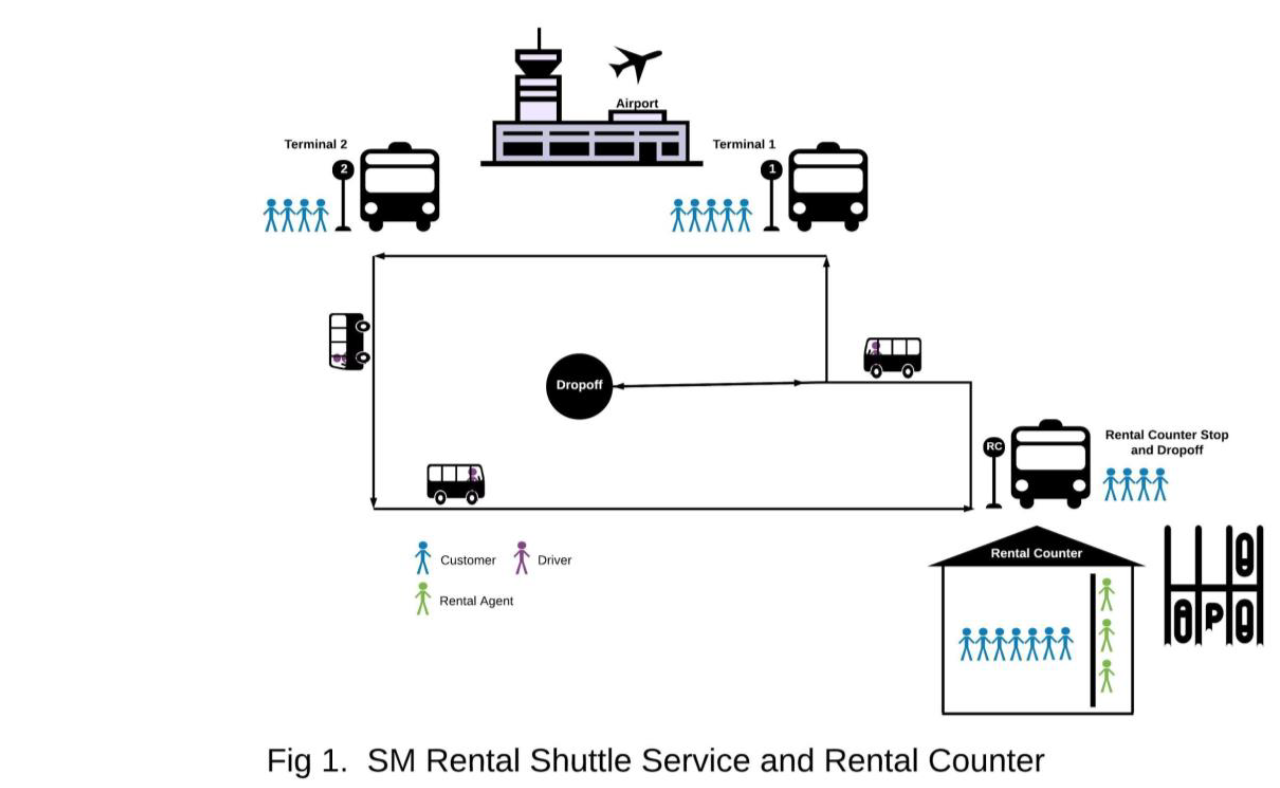 Airport
Terminal 2
Terminal 1
2
1
Dropoff
RC
Rental Counter Stop
and Dropoff
Rental Counter
Customer
Driver
Rental Agent
P
Fig 1. SM Rental Shuttle Service and Rental Counter